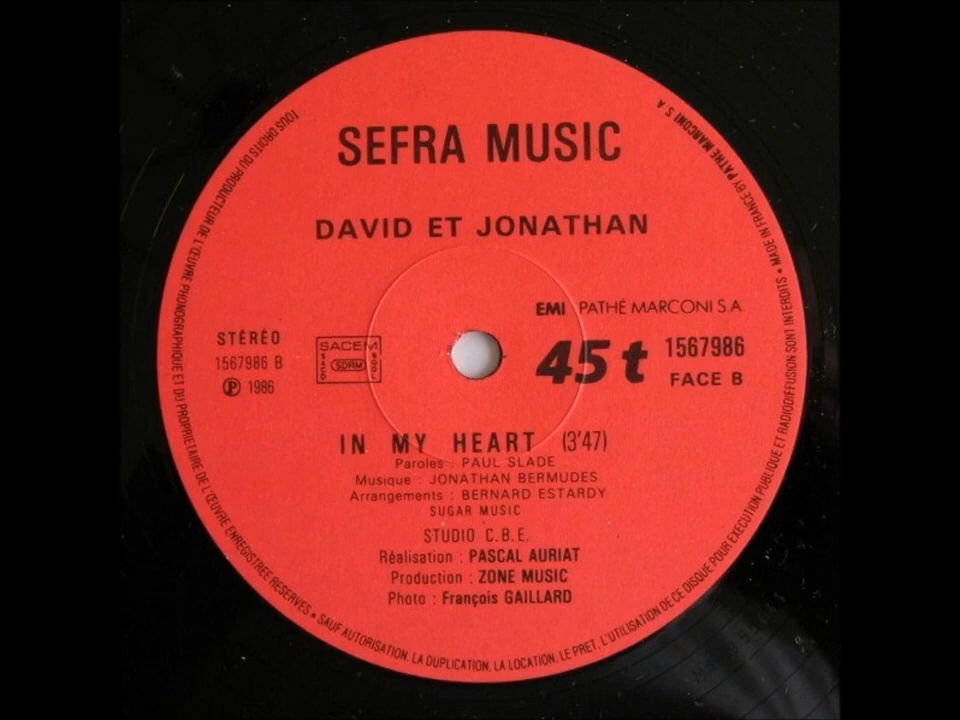 SEFRA MUSIC
DAVID ET JONATHAN
EMI PATHÉ MARCONI S.A
STÉRÉO
1567986 B
Ⓟ 1986
SACEM
SACD
SDRM
SGDL
45 t
1567986
FACE B
IN MY HEART (3'47)
Paroles : PAUL SLADE
Musique : JONATHAN BERMUDES
Arrangements : BERNARD ESTARDY
SUGAR MUSIC
STUDIO C.B.E.
Réalisation : PASCAL AURIAT
Production : ZONE MUSIC
Photo : François GAILLARD
TOUS DROITS DU PRODUCTEUR DE L'ŒUVRE PHONOGRAPHIQUE ET DU PROPRIETAIRE DE L'ŒUVRE ENREGISTREE RESERVES • SAUF AUTORISATION, LA DUPLICATION, LA LOCATION, LE PRET, L'UTILISATION DE CE DISQUE POUR EXECUTION PUBLIQUE ET RADIODIFFUSION SONT INTERDITS • MADE IN FRANCE BY PATHE MARCONI S A